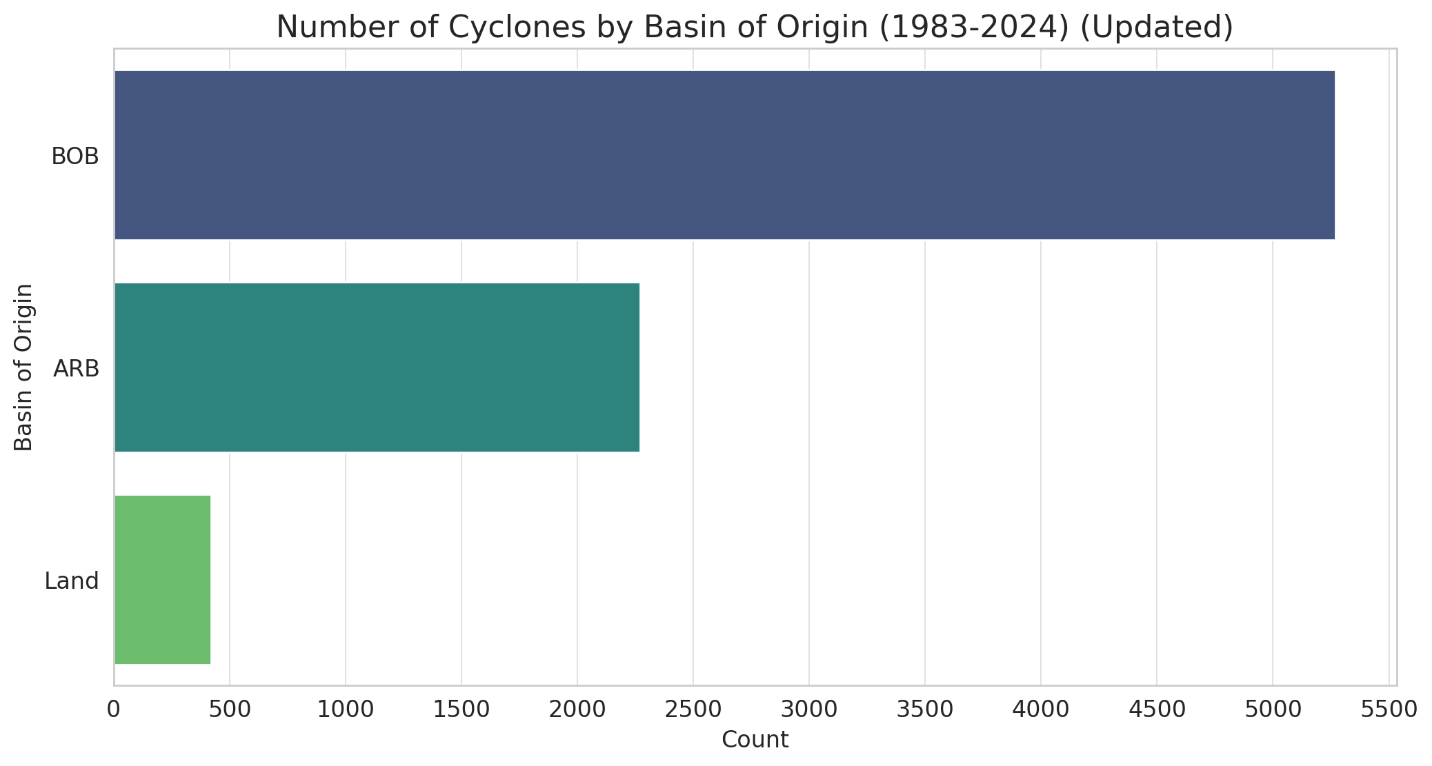 Number of Cyclones by Basin of Origin (1983-2024) (Updated)
BOB
ARB
Land
Basin of Origin
0 500 1000 1500 2000 2500 3000 3500 4000 4500 5000 5500
Count